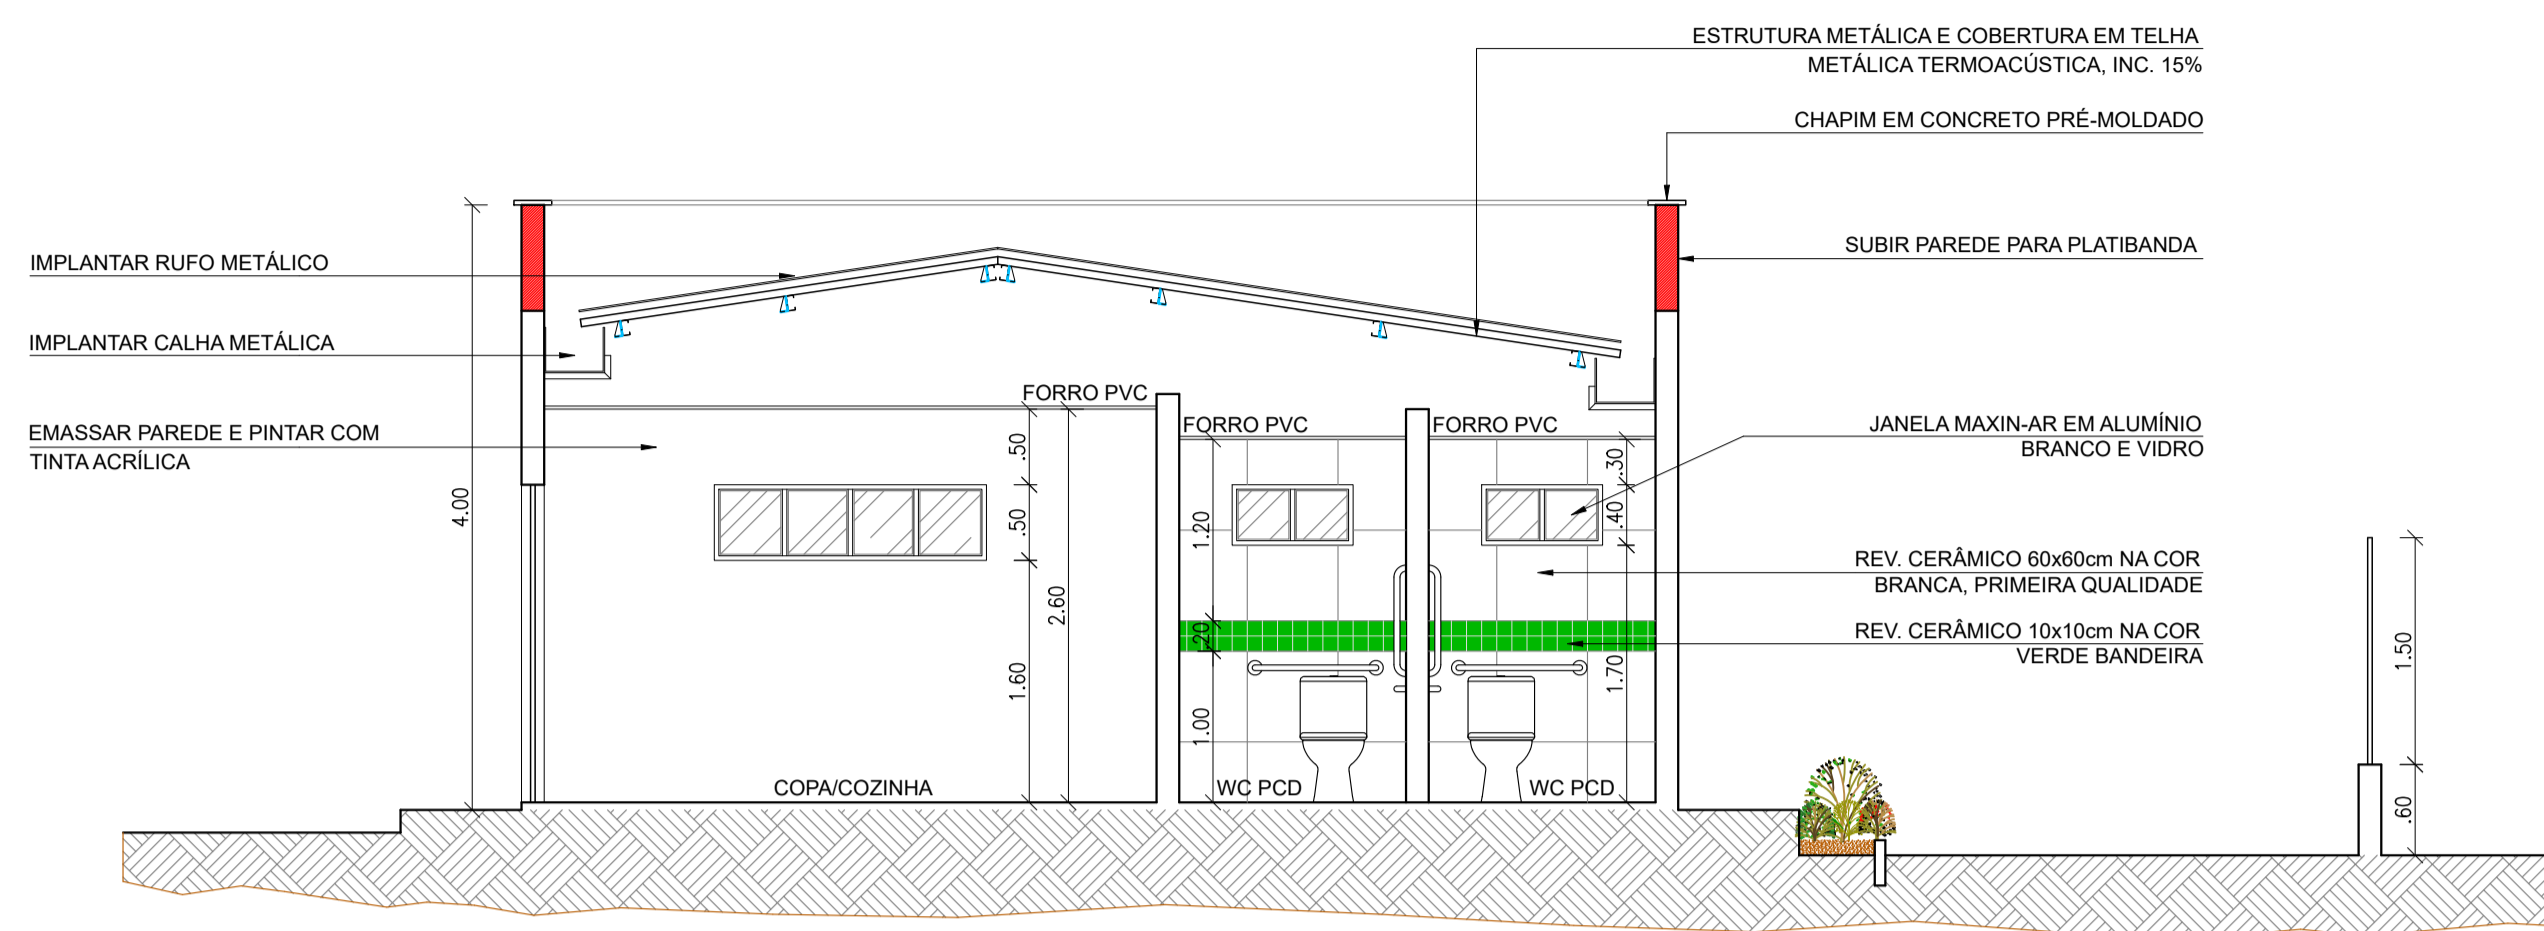 ESTRUTURA METÁLICA E COBERTURA EM TELHA
METÁLICA TERMOACÚSTICA, INC. 15%
CHAPIM EM CONCRETO PRÉ-MOLDADO
SUBIR PAREDE PARA PLATIBANDA
IMPLANTAR RUFO METÁLICO
IMPLANTAR CALHA METÁLICA
EMASSAR PAREDE E PINTAR COM
TINTA ACRÍLICA
4.00
FORRO PVC
.50
.50
1.60
2.60
COPA/COZINHA
FORRO PVC
1.20
.20
1.00
WC PCD
FORRO PVC
.30
.40
1.70
WC PCD
JANELA MAXIN-AR EM ALUMÍNIO
BRANCO E VIDRO
REV. CERÂMICO 60x60cm NA COR
BRANCA, PRIMEIRA QUALIDADE
REV. CERÂMICO 10x10cm NA COR
VERDE BANDEIRA
1.50
.60